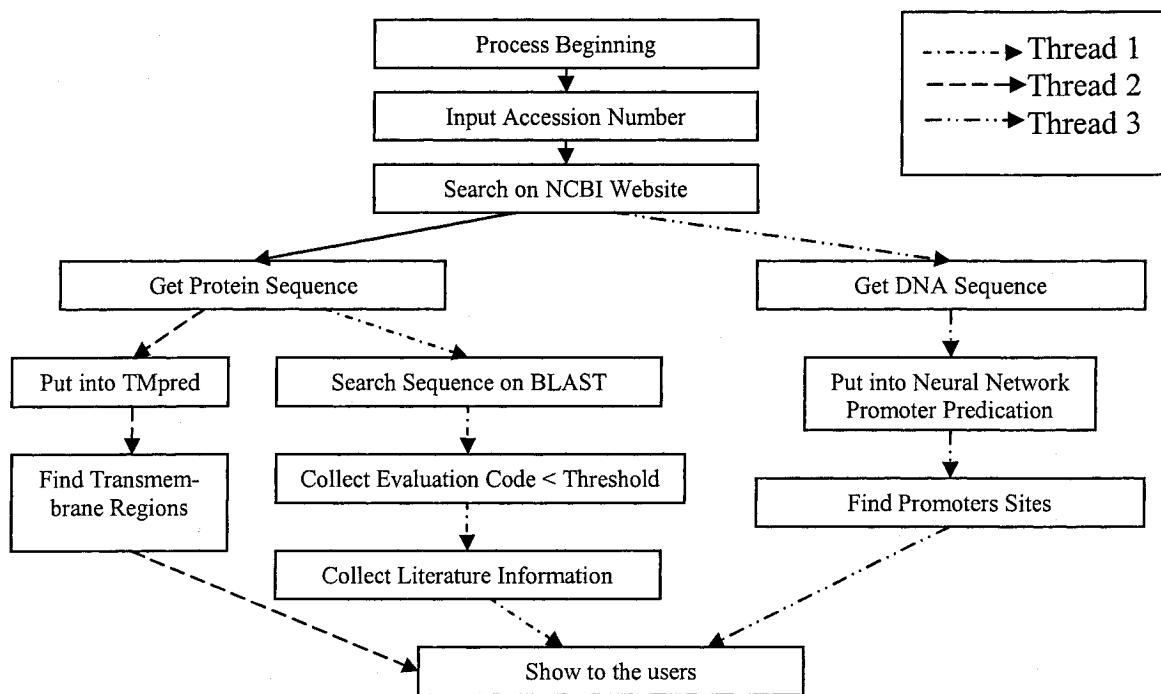 Process Beginning
Input Accession Number
Search on NCBI Website
Thread 1
Thread 2
Thread 3
Get Protein Sequence
Get DNA Sequence
Put into TMpred
Search Sequence on BLAST
Put into Neural Network
Promoter Predication
Find Transmem-
brane Regions
Collect Evaluation Code < Threshold
Find Promoters Sites
Collect Literature Information
Show to the users